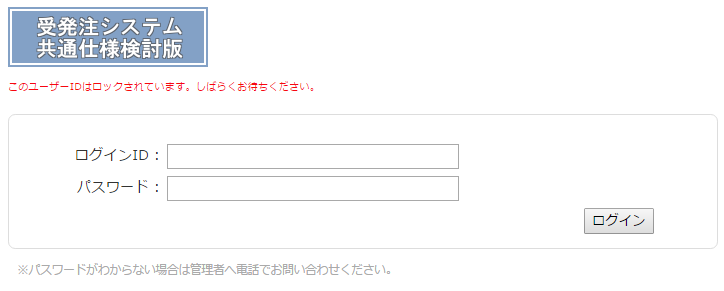 受発注システム
共通仕様検討版
このユーザーIDはロックされています。しばらくお待ちください。
ログインID：
パスワード：
ログイン
※パスワードがわからない場合は管理者へ電話でお問い合わせください。